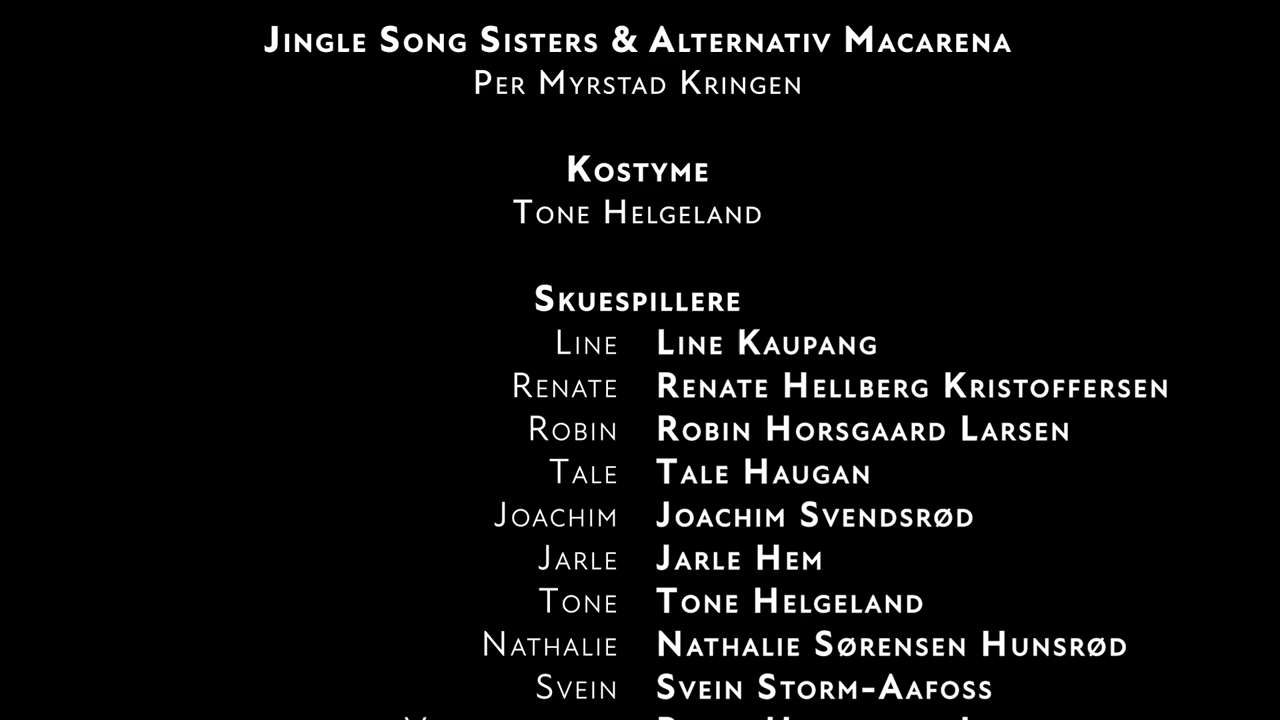 Jingle Song Sisters & Alternativ Macarena
Per Myrstad Kringen
Kostyme
Tone Helgeland
Skuespillere
Line Line Kaupang
Renate Renate Hellberg Kristoffersen
Robin Robin Horsgaard Larsen
Tale Tale Haugan
Joachim Joachim Svendsrød
Jarle Jarle Hem
Tone Tone Helgeland
Nathalie Nathalie Sørensen Hunsrød
Svein Svein Storm-Aafoss